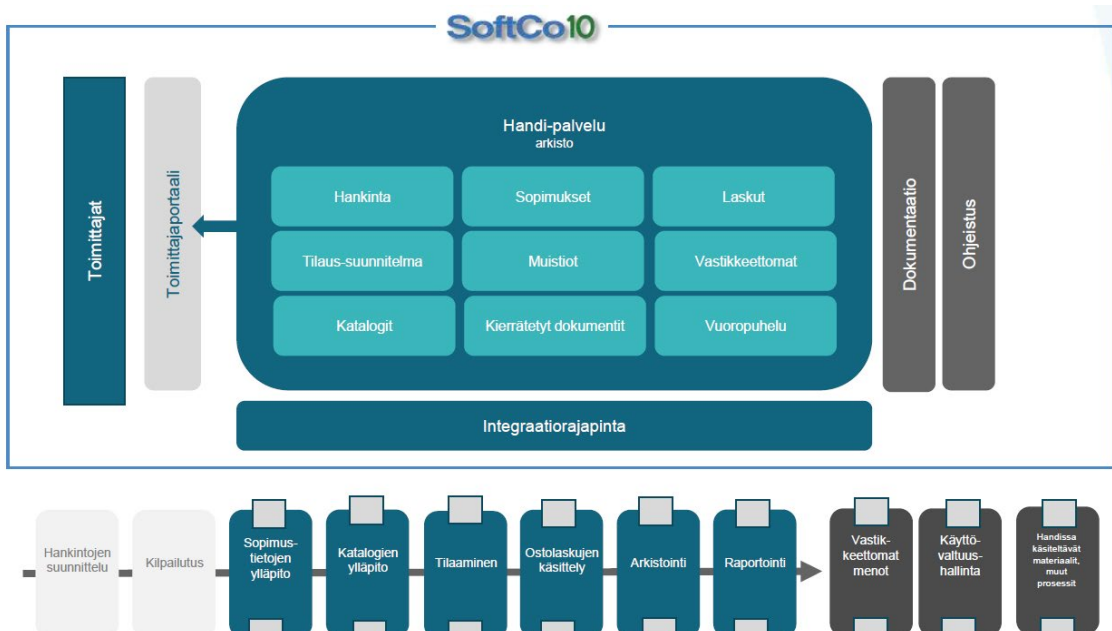 SoftCo10
Toimittajat
Toimittajaportaali
Handi-palvelu
arkisto
Hankinta
Sopimukset
Laskut
Tilaus-suunnitelma
Muistiot
Vastikkeettomat
Katalogit
Kierrätetyt dokumentit
Vuoropuhelu
Dokumentaatio
Ohjeistus
Integraatiorajapinta
Hankintojen
suunnittelu
Kilpailutus
Sopimus-
tietojen
ylläpito
Katalogien
ylläpito
Tilaaminen
Ostolaskujen
käsittely
Arkistointi
Raportointi
Vastik-
keettomat
menot
Käyttö-
valtuus-
hallinta
Handissa
käsiteltävät
materiaalit,
muut
prosessit